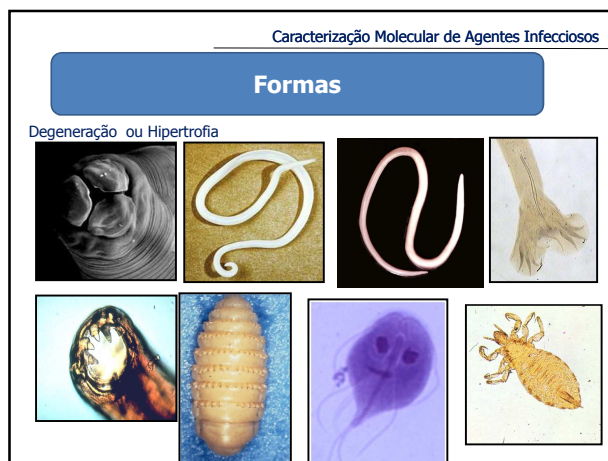 Caracterização Molecular de Agentes Infecciosos
Formas
Degeneração ou Hipertrofia